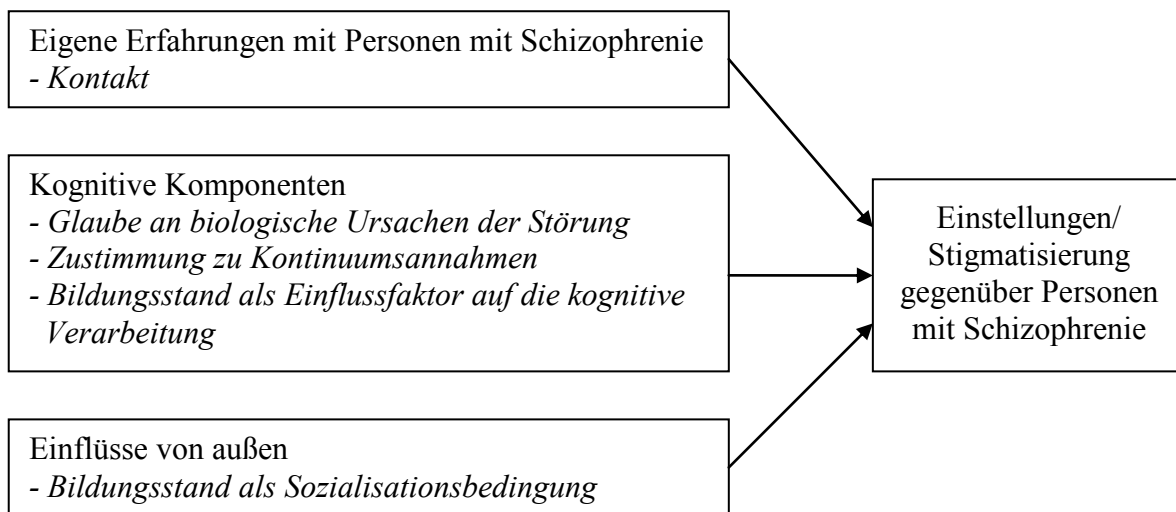 Eigene Erfahrungen mit Personen mit Schizophrenie
- Kontakt
Kognitive Komponenten
- Glaube an biologische Ursachen der Störung
- Zustimmung zu Kontinuumsannahmen
- Bildungsstand als Einflussfaktor auf die kognitive
Verarbeitung
Einflüsse von außen
- Bildungsstand als Sozialisationsbedingung
Einstellungen/
Stigmatisierung
gegenüber Personen
mit Schizophrenie